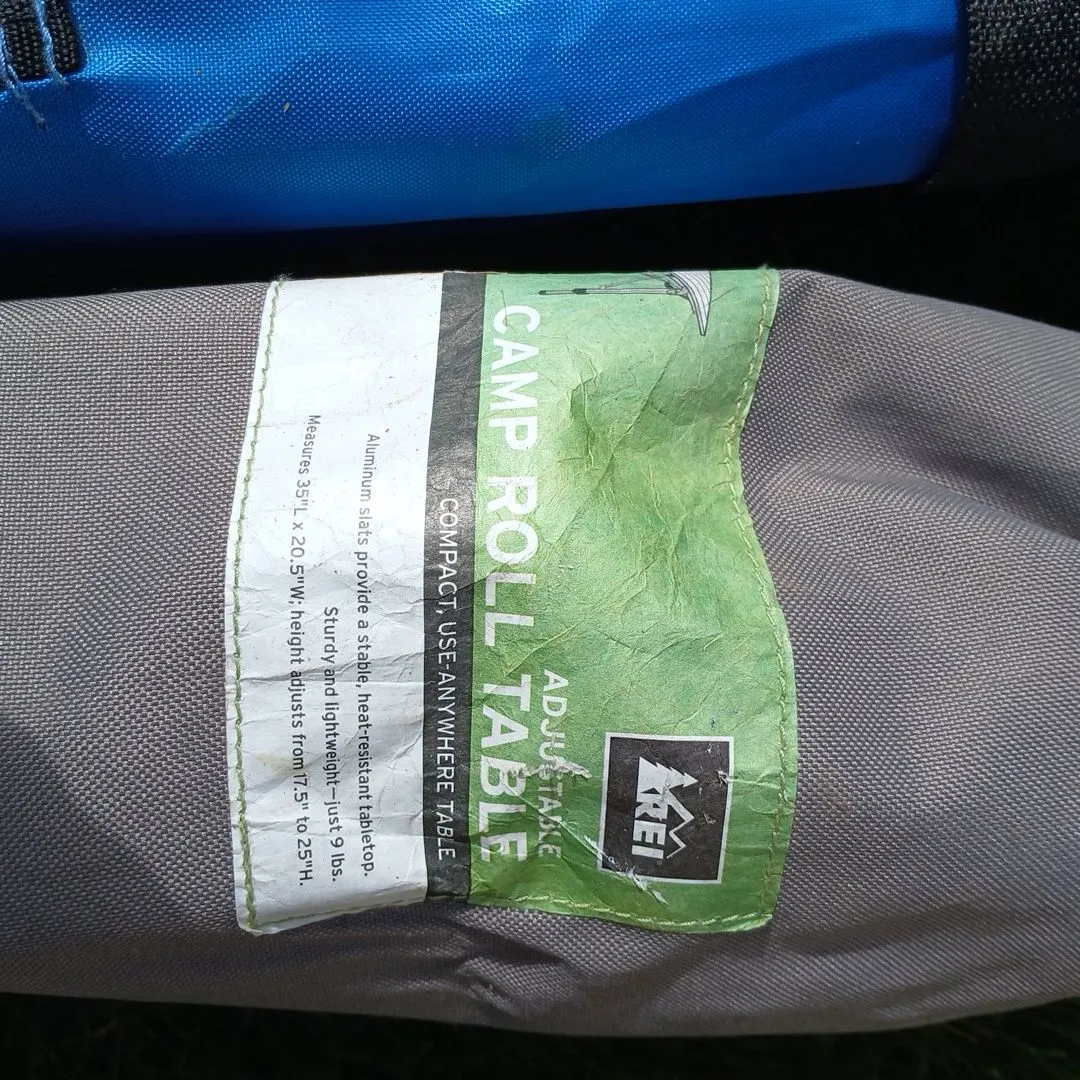 REI
ADJUSTABLE
CAMP ROLL TABLE
COMPACT, USE-ANYWHERE TABLE
Aluminum slats provide a stable, heat-resistant tabletop.
Sturdy and lightweight—just 9 lbs.
Measures 35"L x 20.5"W; height adjusts from 17.5" to 25"H.